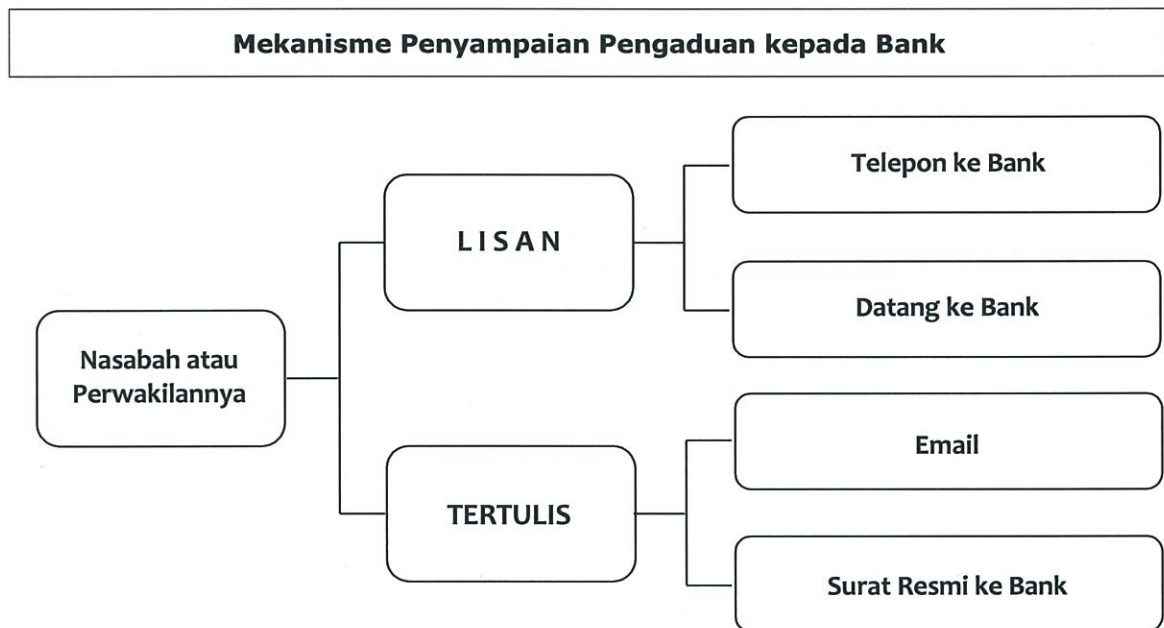 Mekanisme Penyampaian Pengaduan kepada Bank
Nasabah atau
Perwakilannya
L I S A N
Telepon ke Bank
Datang ke Bank
TERTULIS
Email
Surat Resmi ke Bank